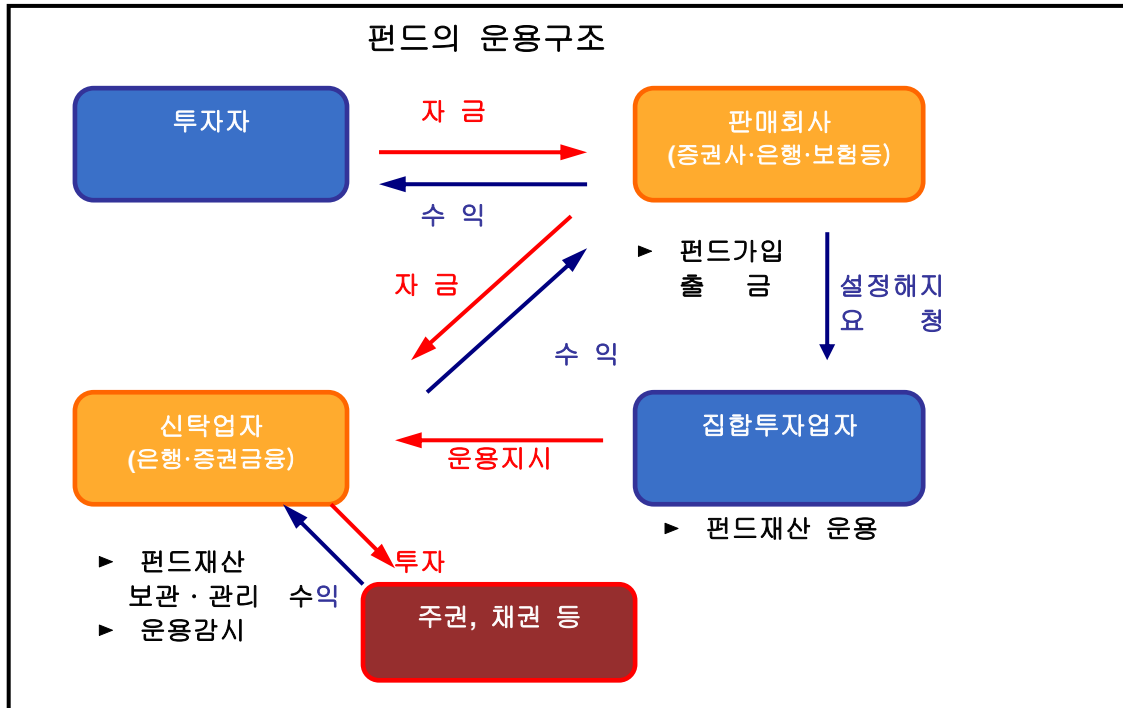 펀드의 운용구조
투자자
자 금
판매회사
(증권사·은행·보험등)
수 익
► 펀드가입
출 금
설정해지
요 청
자 금
수 익
신탁업자
(은행·증권금융)
운용지시
집합투자업자
► 펀드재산 운용
► 펀드재산
보관 · 관리
► 운용감시
수익
투자
주권, 채권 등